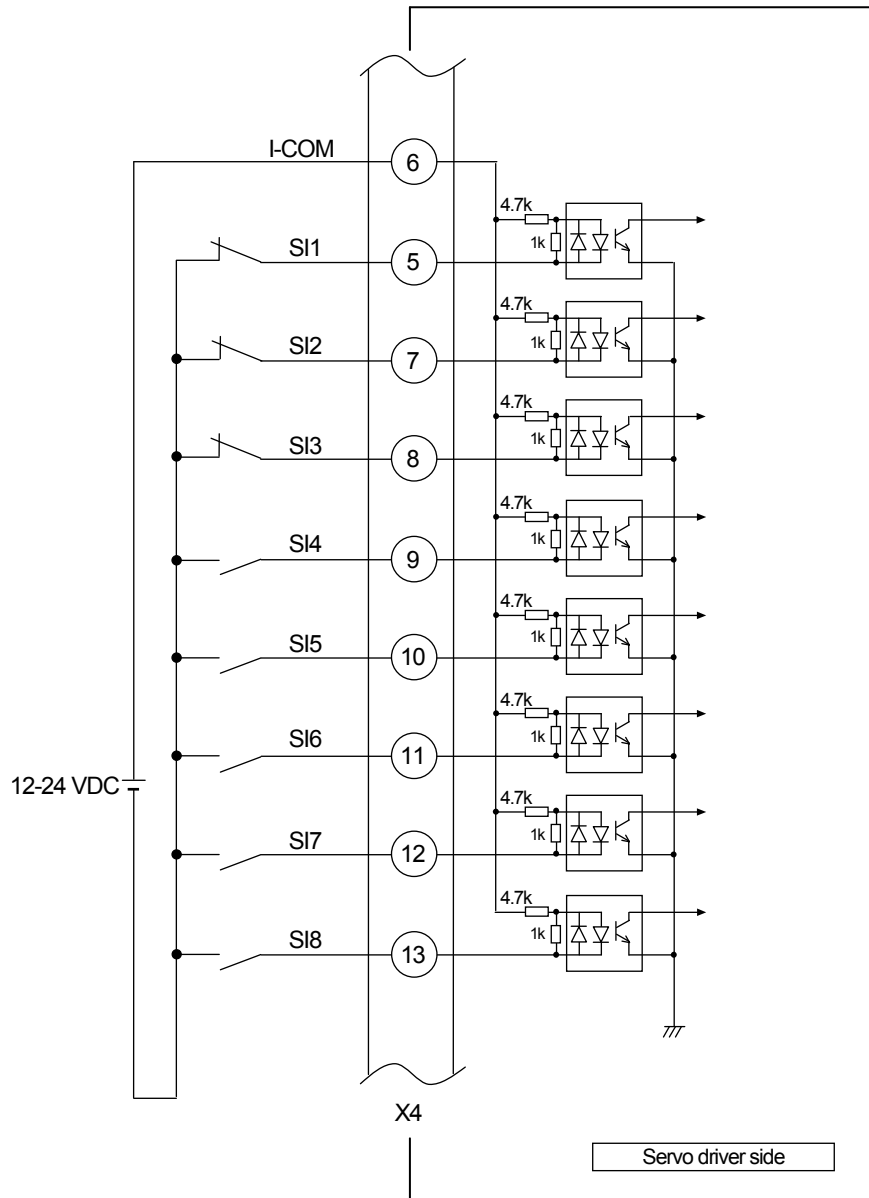 I-COM
6
4.7k
1k
SI1
5
4.7k
1k
SI2
7
4.7k
1k
SI3
8
4.7k
1k
SI4
9
4.7k
1k
SI5
10
4.7k
1k
SI6
11
12-24 VDC
4.7k
1k
SI7
12
4.7k
1k
SI8
13
X4
Servo driver side